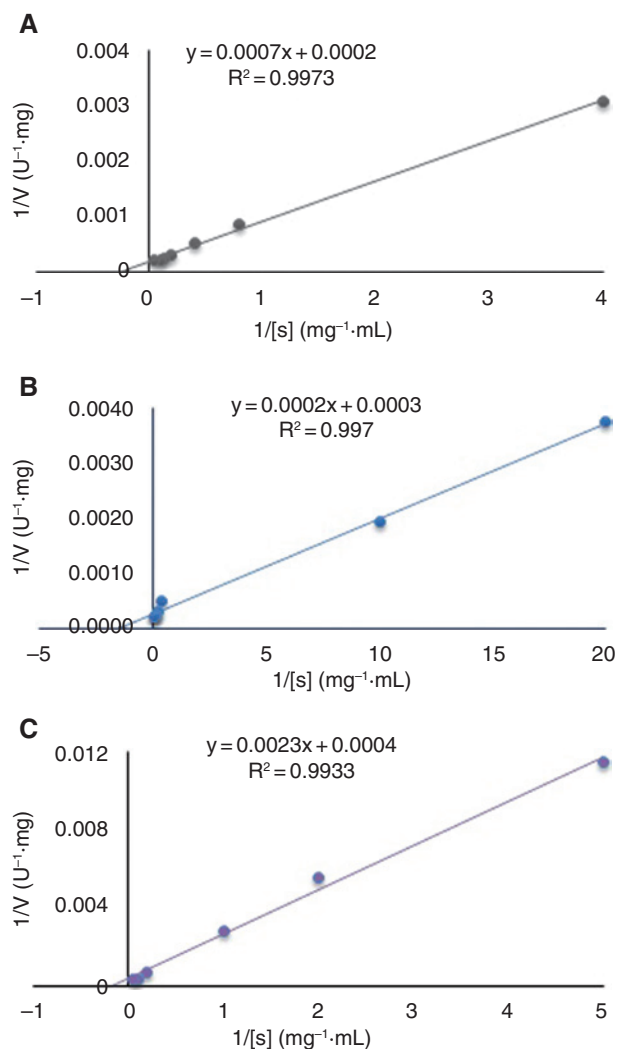 A
y = 0.0007x + 0.0002
R² = 0.9973
0.004
0.003
0.002
0.001
0
1/V (U⁻¹·mg)
–1 0 1 2 3 4
1/[s] (mg⁻¹·mL)
B
y = 0.0002x + 0.0003
R² = 0.997
0.0040
0.0030
0.0020
0.0010
0.0000
1/V (U⁻¹·mg)
–5 0 5 10 15 20
1/[s] (mg⁻¹·mL)
C
y = 0.0023x + 0.0004
R² = 0.9933
0.012
0.008
0.004
0
1/V (U⁻¹·mg)
–1 0 1 2 3 4 5
1/[s] (mg⁻¹·mL)